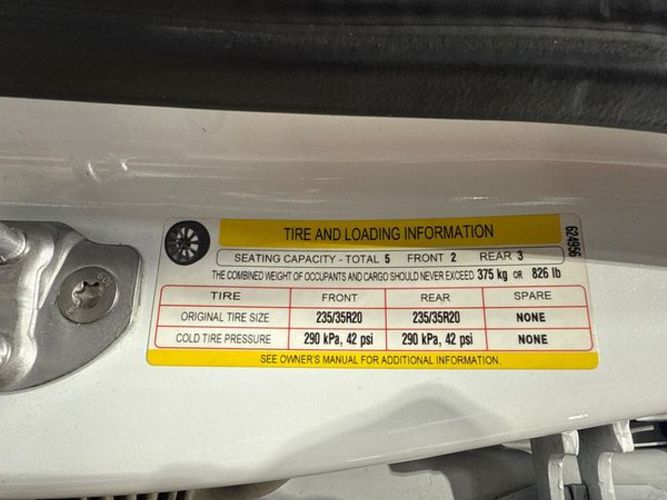 TIRE AND LOADING INFORMATION
624956
SEATING CAPACITY - TOTAL 5 FRONT 2 REAR 3
THE COMBINED WEIGHT OF OCCUPANTS AND CARGO SHOULD NEVER EXCEED 375 kg OR 826 lb
TIRE FRONT REAR SPARE
ORIGINAL TIRE SIZE 235/35R20 235/35R20 NONE
COLD TIRE PRESSURE 290 kPa, 42 psi 290 kPa, 42 psi NONE
SEE OWNER'S MANUAL FOR ADDITIONAL INFORMATION.